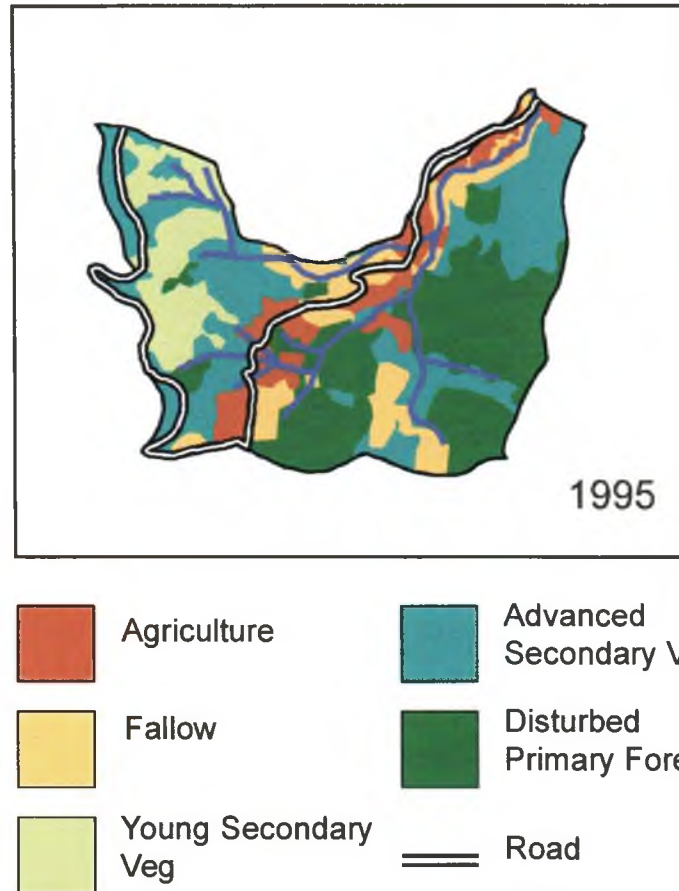 1995
Agriculture
Fallow
Young Secondary
Veg
Advanced
Secondary V
Disturbed
Primary Fore
Road